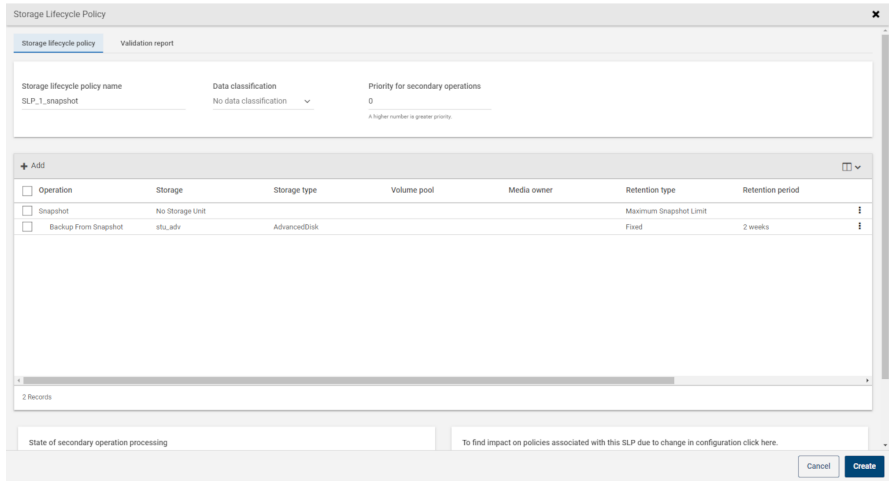 Storage Lifecycle Policy
Storage lifecycle policy Validation report
Storage lifecycle policy name Data classification Priority for secondary operations
SLP_1_snapshot No data classification 0
A higher number is greater priority.
Add
Operation Storage Storage type Volume pool Media owner Retention type Retention period
Snapshot No Storage Unit Maximum Snapshot Limit
Backup From Snapshot stu_adv AdvancedDisk Fixed 2 weeks
2 Records
State of secondary operation processing To find impact on policies associated with this SLP due to change in configuration click here.
Cancel Create